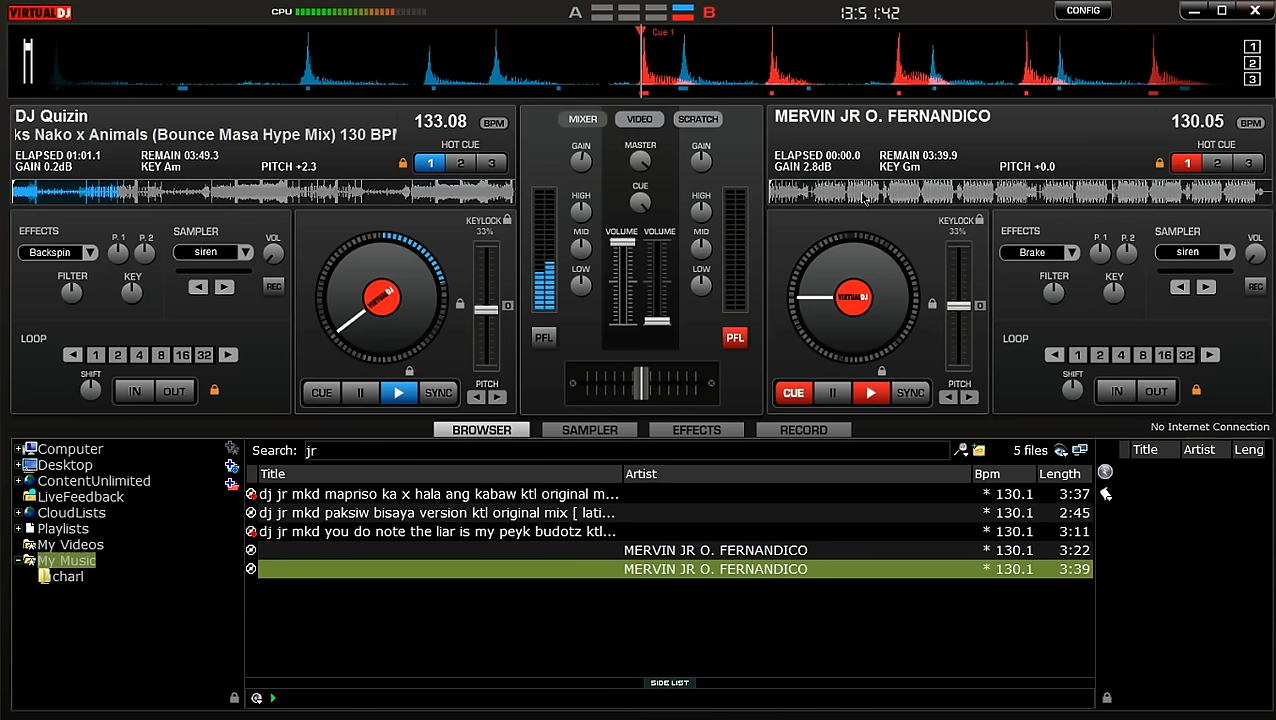 VIRTUAL DJ
CPU
A B
13:51:42
CONFIG
Cue 1
1
2
3
DJ Quizin
ks Nako x Animals (Bounce Masa Hype Mix) 130 BPM
133.08 BPM
ELAPSED 01:01.1 REMAIN 03:49.3
GAIN 0.2dB KEY Am PITCH +2.3
HOT CUE
1 2 3
MIXER VIDEO SCRATCH
GAIN MASTER GAIN
CUE
HIGH HIGH
MID MID
LOW LOW
VOLUME VOLUME
PFL PFL
MERVIN JR O. FERNANDICO
130.05 BPM
ELAPSED 00:00.0 REMAIN 03:39.9
GAIN 2.8dB KEY Gm PITCH +0.0
HOT CUE
1 2 3
EFFECTS P. 1 P. 2 SAMPLER VOL
Backspin siren
FILTER KEY REC
LOOP
1 2 4 8 16 32
SHIFT IN OUT
KEYLOCK
33%
0
VIRTUAL DJ
CUE SYNC PITCH
KEYLOCK
33%
0
VIRTUAL DJ
CUE SYNC PITCH
EFFECTS P. 1 P. 2 SAMPLER VOL
Brake siren
FILTER KEY REC
LOOP
1 2 4 8 16 32
SHIFT IN OUT
BROWSER SAMPLER EFFECTS RECORD
No Internet Connection
Computer
Desktop
ContentUnlimited
LiveFeedback
CloudLists
Playlists
My Videos
My Music
charl
Search: jr 5 files
Title Artist Bpm Length
dj jr mkd mapriso ka x hala ang kabaw ktl original m... * 130.1 3:37
dj jr mkd paksiw bisaya version ktl original mix [ lati... * 130.1 2:45
dj jr mkd you do note the liar is my peyk budotz ktl... * 130.1 3:11
MERVIN JR O. FERNANDICO * 130.1 3:22
MERVIN JR O. FERNANDICO * 130.1 3:39
SIDE LIST
Title Artist Leng